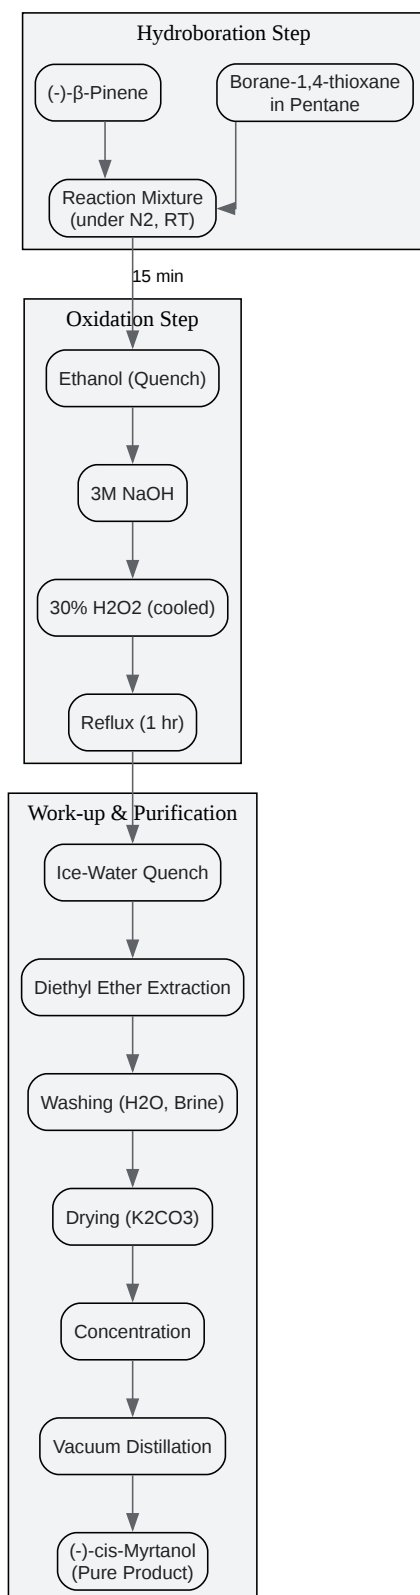 Hydroboration Step
(-)-β-Pinene
Borane-1,4-thioxane
in Pentane
Reaction Mixture
(under N2, RT)
15 min
Oxidation Step
Ethanol (Quench)
3M NaOH
30% H2O2 (cooled)
Reflux (1 hr)
Work-up & Purification
Ice-Water Quench
Diethyl Ether Extraction
Washing (H2O, Brine)
Drying (K2CO3)
Concentration
Vacuum Distillation
(-)-cis-Myrtanol
(Pure Product)